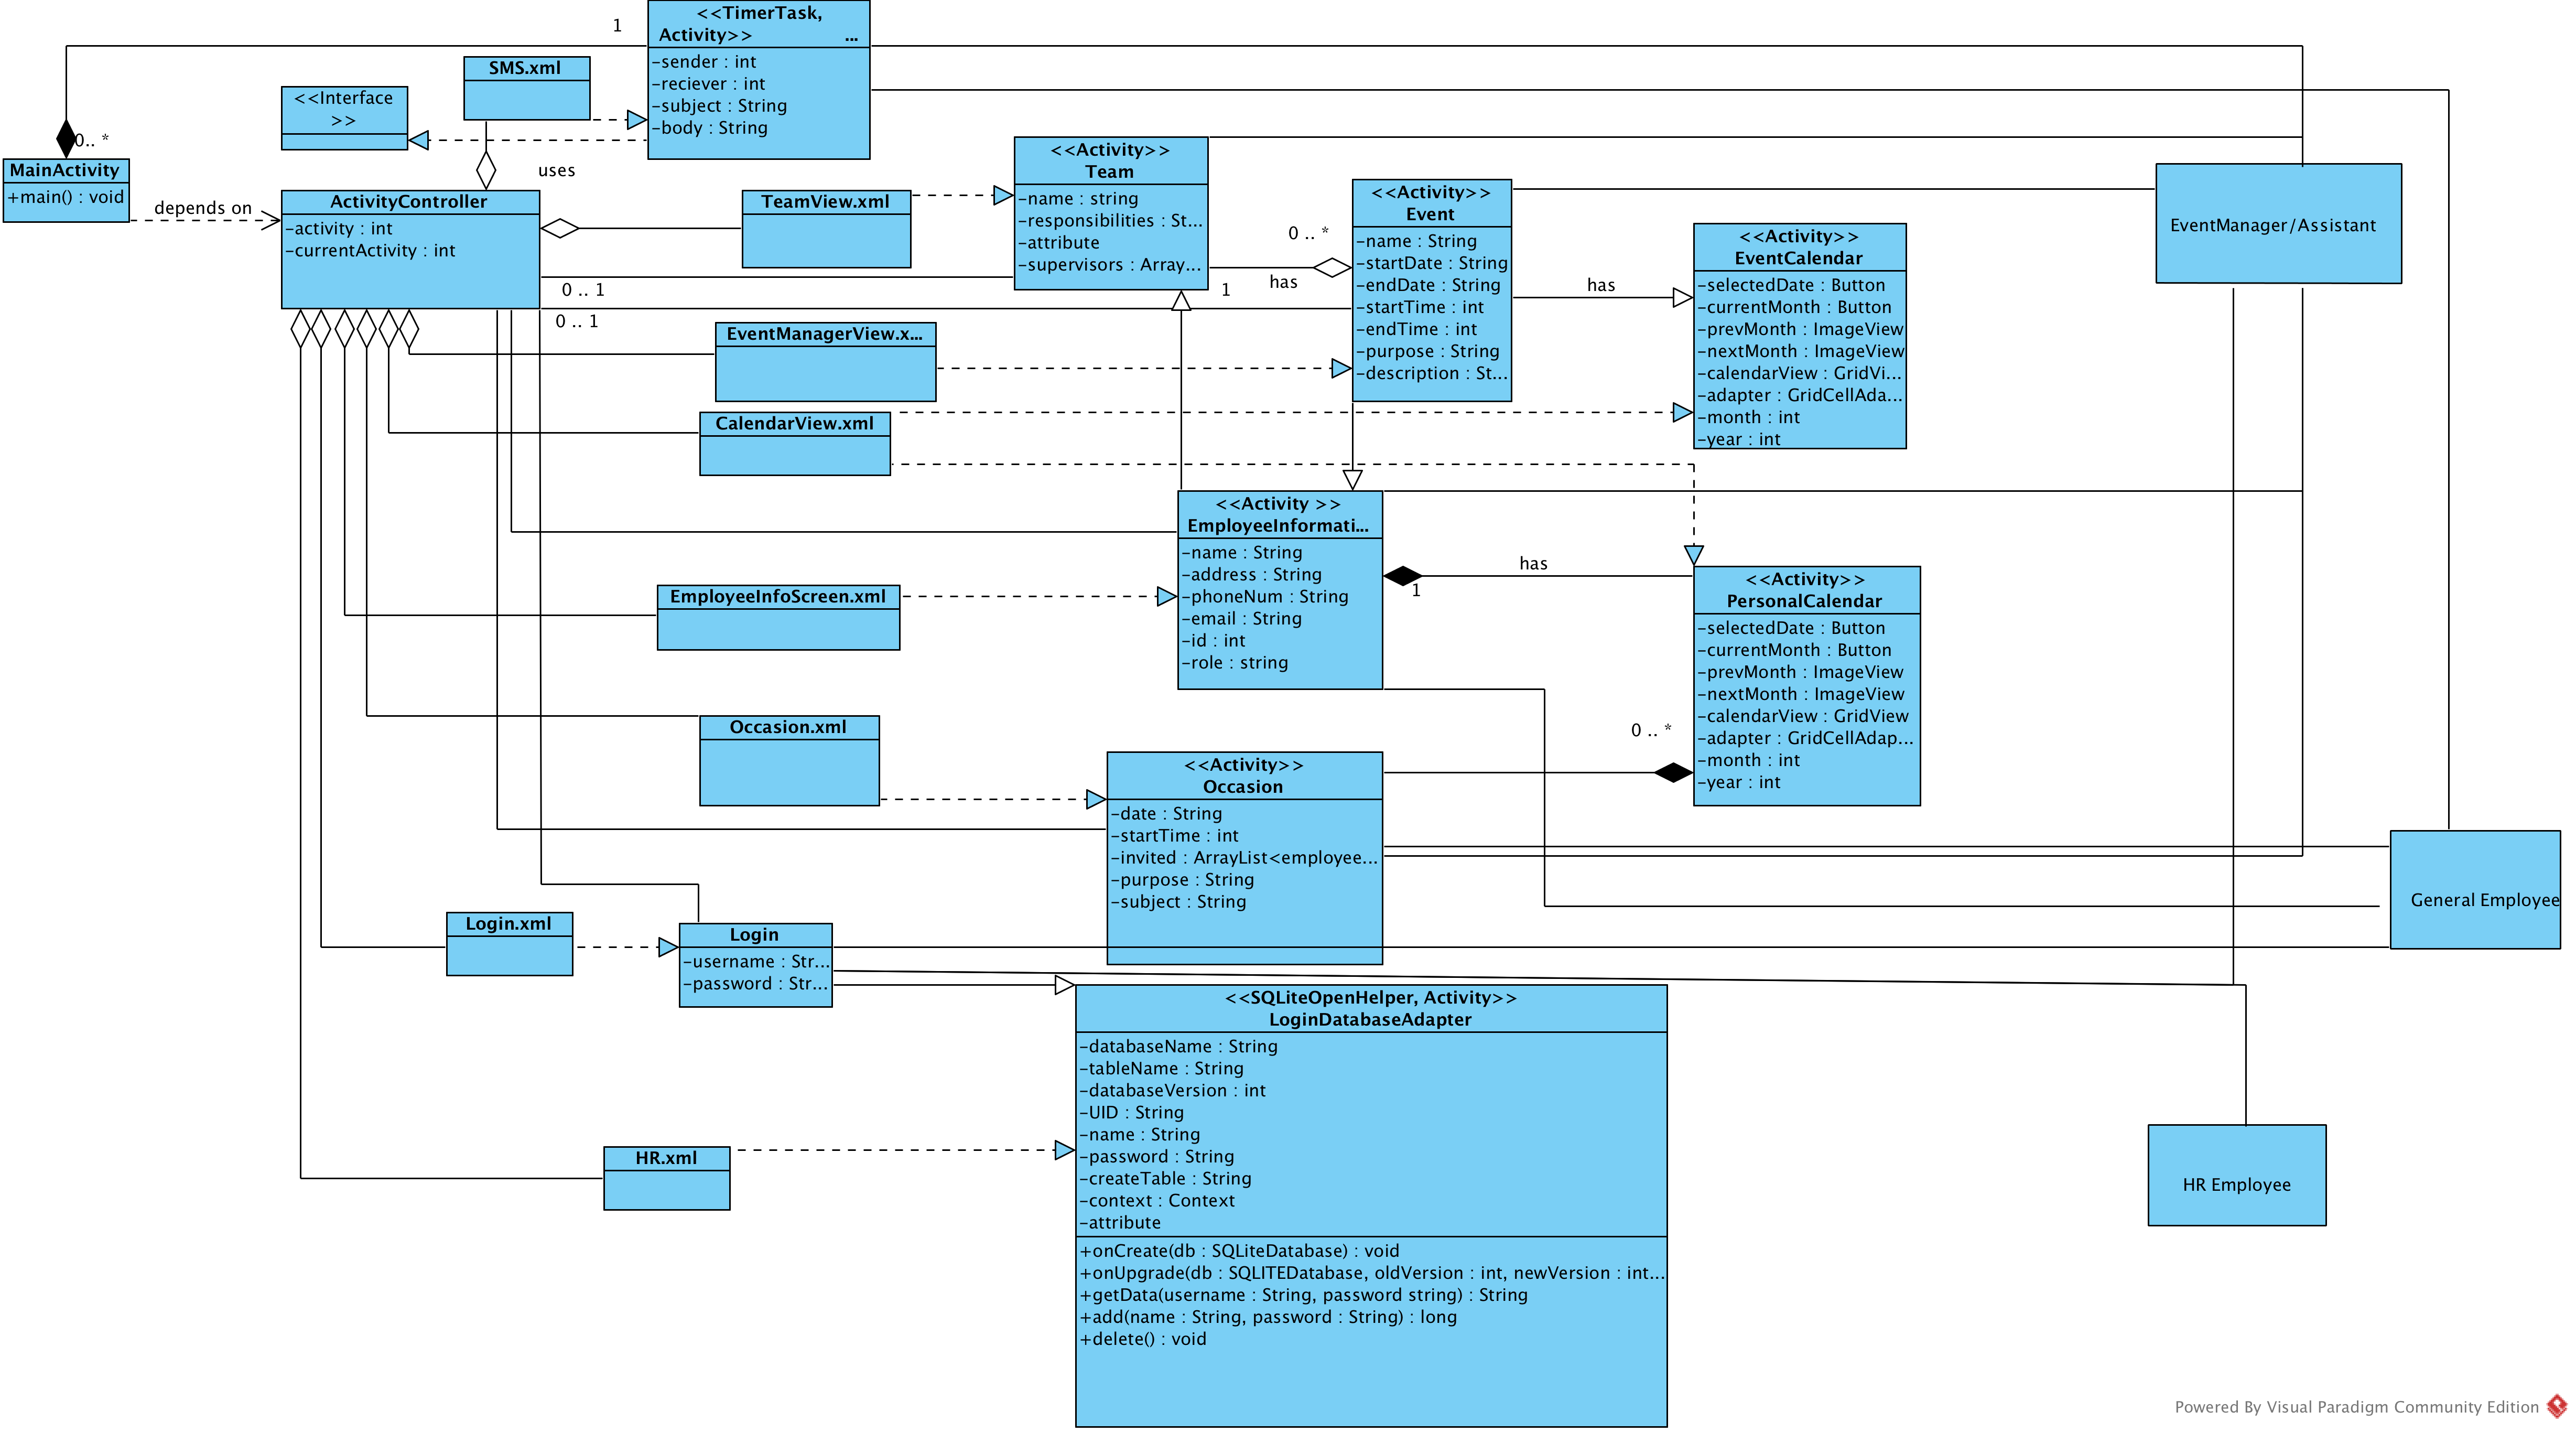 1
<<TimerTask,
Activity>> ...
-sender : int
-reciever : int
-subject : String
-body : String
SMS.xml
<<Interface
>>
0.. *
MainActivity
+main() : void
depends on
uses
ActivityController
-activity : int
-currentActivity : int
TeamView.xml
<<Activity>>
Team
-name : string
-responsibilities : St...
-attribute
-supervisors : Array...
0 .. *
has
1
0 .. 1
0 .. 1
<<Activity>>
Event
-name : String
-startDate : String
-endDate : String
-startTime : int
-endTime : int
-purpose : String
-description : St...
has
<<Activity>>
EventCalendar
-selectedDate : Button
-currentMonth : Button
-prevMonth : ImageView
-nextMonth : ImageView
-calendarView : GridVi...
-adapter : GridCellAda...
-month : int
-year : int
EventManager/Assistant
EventManagerView.x...
CalendarView.xml
<<Activity >>
EmployeeInformati...
-name : String
-address : String
-phoneNum : String
-email : String
-id : int
-role : string
has
1
EmployeeInfoScreen.xml
<<Activity>>
PersonalCalendar
-selectedDate : Button
-currentMonth : Button
-prevMonth : ImageView
-nextMonth : ImageView
-calendarView : GridView
-adapter : GridCellAdap...
-month : int
-year : int
0 .. *
Occasion.xml
<<Activity>>
Occasion
-date : String
-startTime : int
-invited : ArrayList<employee...
-purpose : String
-subject : String
General Employee
Login.xml
Login
-username : Str...
-password : Str...
<<SQLiteOpenHelper, Activity>>
LoginDatabaseAdapter
-databaseName : String
-tableName : String
-databaseVersion : int
-UID : String
-name : String
-password : String
-createTable : String
-context : Context
-attribute
+onCreate(db : SQLiteDatabase) : void
+onUpgrade(db : SQLITEDatabase, oldVersion : int, newVersion : int...
+getData(username : String, password string) : String
+add(name : String, password : String) : long
+delete() : void
HR.xml
HR Employee
Powered By Visual Paradigm Community Edition